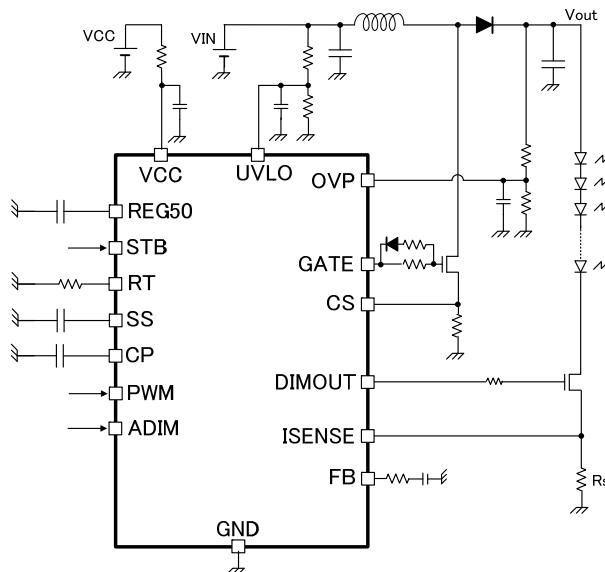 Vout
VCC
VIN
VCC
UVLO
OVP
REG50
STB
GATE
RT
CS
SS
CP
DIMOUT
PWM
ADIM
ISENSE
FB
GND